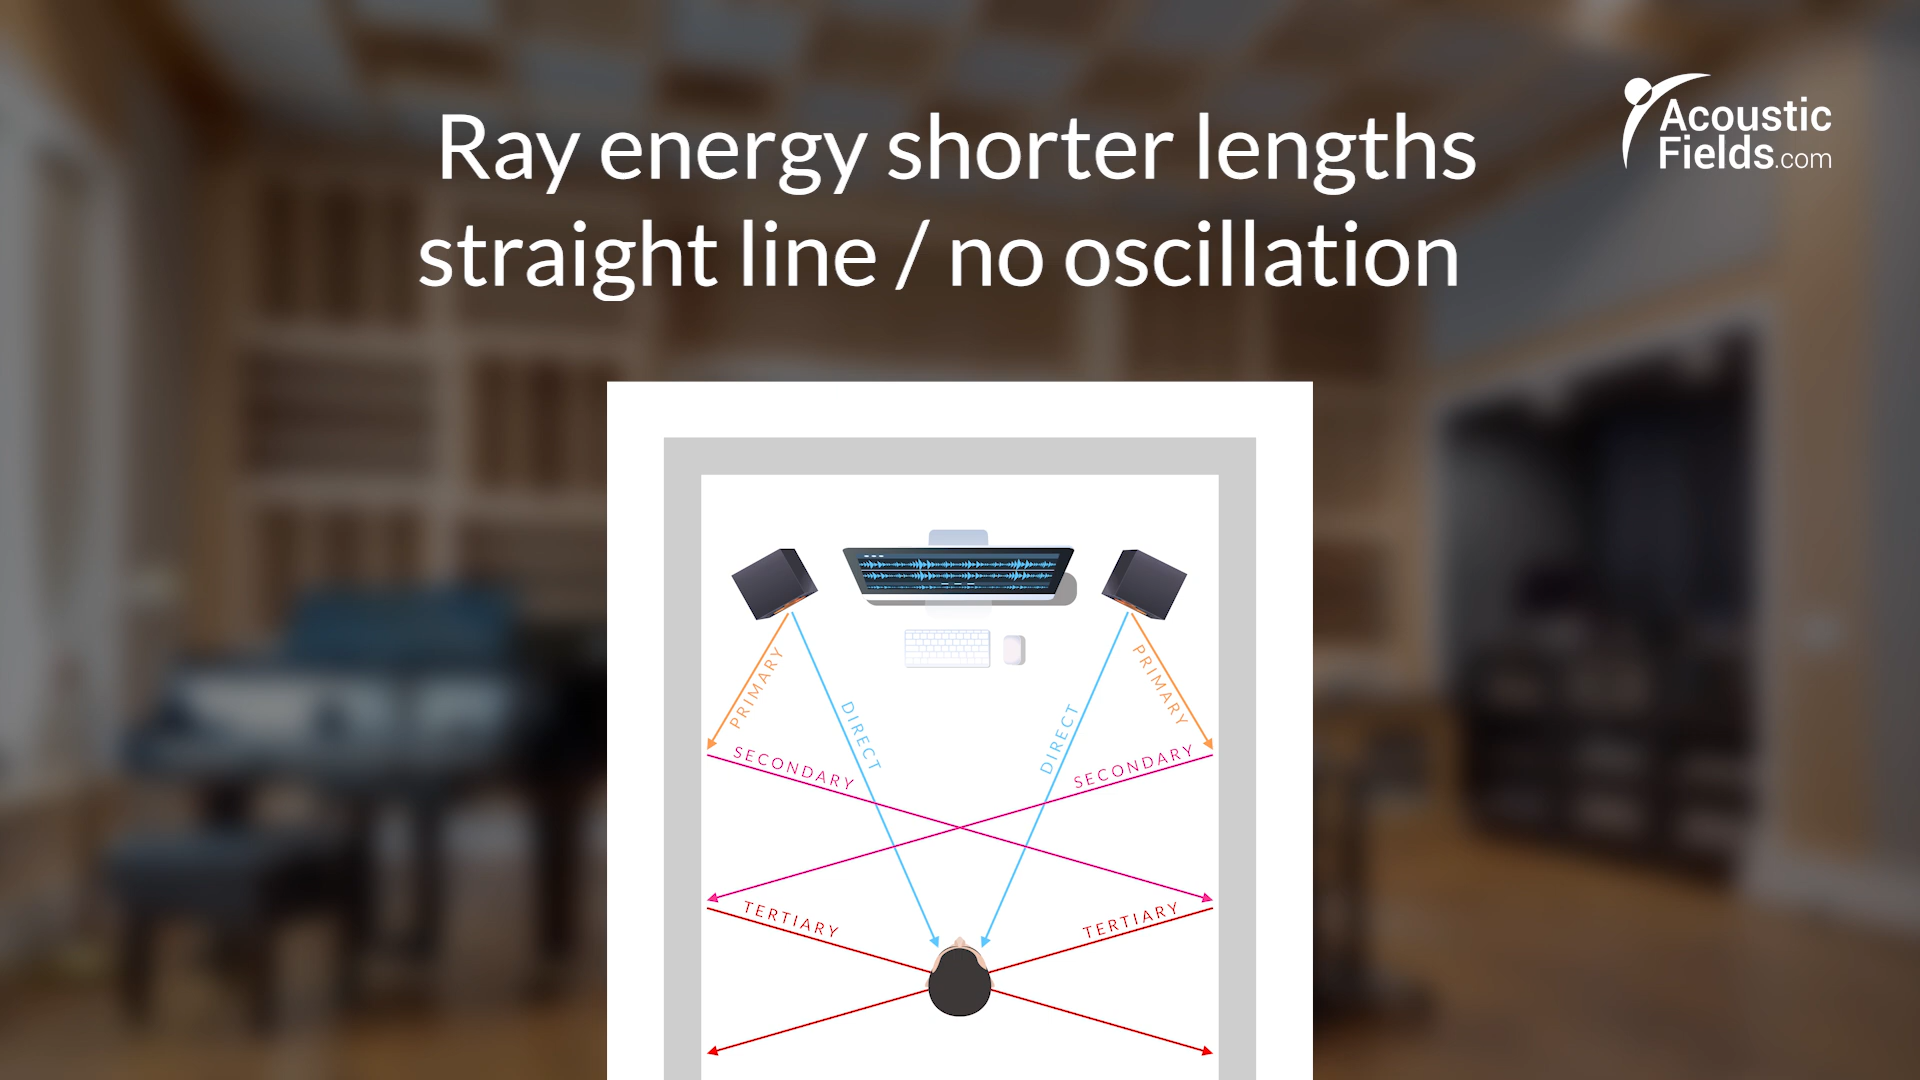 Ray energy shorter lengths
straight line / no oscillation
Acoustic
Fields.com
PRIMARY
PRIMARY
DIRECT
DIRECT
SECONDARY
SECONDARY
TERTIARY
TERTIARY